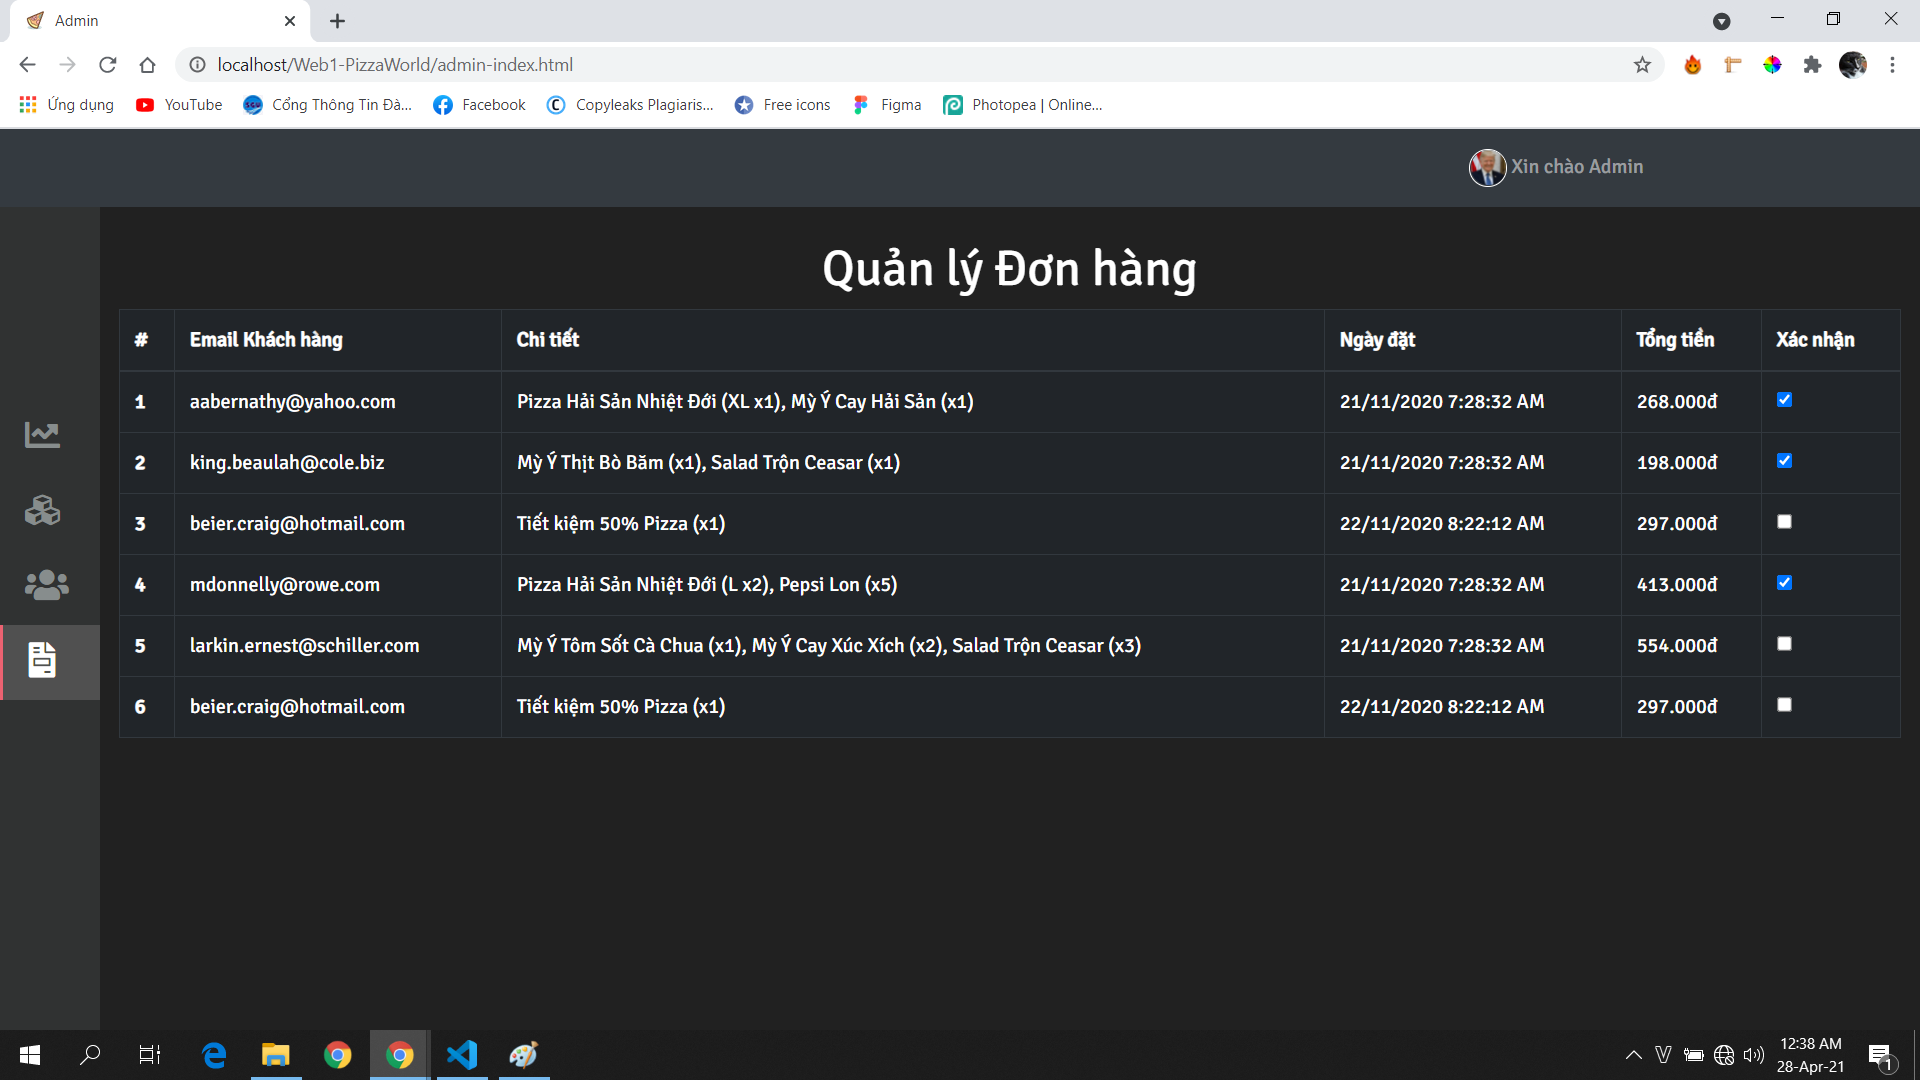 Admin
localhost/Web1-PizzaWorld/admin-index.html
Ứng dụng YouTube Cổng Thông Tin Đà... Facebook Copyleaks Plagiaris... Free icons Figma Photopea | Online...
Xin chào Admin
Quản lý Đơn hàng
# Email Khách hàng Chi tiết Ngày đặt Tổng tiền Xác nhận
1 aabernathy@yahoo.com Pizza Hải Sản Nhiệt Đới (XL x1), Mỳ Ý Cay Hải Sản (x1) 21/11/2020 7:28:32 AM 268.000đ
2 king.beaulah@cole.biz Mỳ Ý Thịt Bò Băm (x1), Salad Trộn Ceasar (x1) 21/11/2020 7:28:32 AM 198.000đ
3 beier.craig@hotmail.com Tiết kiệm 50% Pizza (x1) 22/11/2020 8:22:12 AM 297.000đ
4 mdonnelly@rowe.com Pizza Hải Sản Nhiệt Đới (L x2), Pepsi Lon (x5) 21/11/2020 7:28:32 AM 413.000đ
5 larkin.ernest@schiller.com Mỳ Ý Tôm Sốt Cà Chua (x1), Mỳ Ý Cay Xúc Xích (x2), Salad Trộn Ceasar (x3) 21/11/2020 7:28:32 AM 554.000đ
6 beier.craig@hotmail.com Tiết kiệm 50% Pizza (x1) 22/11/2020 8:22:12 AM 297.000đ
12:38 AM
28-Apr-21
1